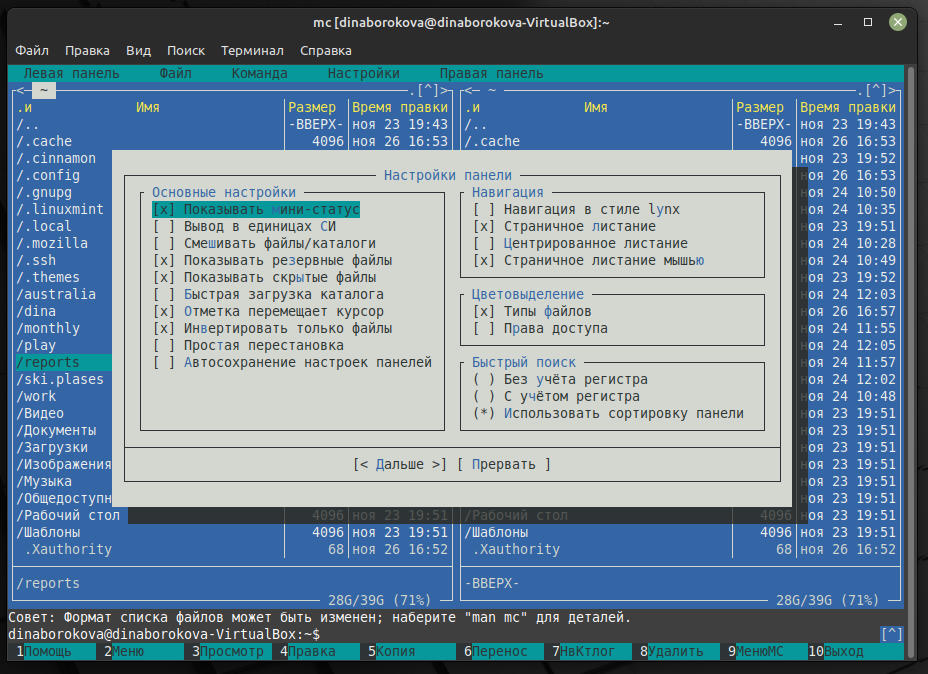 mc [dinaborokova@dinaborokova-VirtualBox]:~
Файл Правка Вид Поиск Терминал Справка
Левая панель Файл Команда Настройки Правая панель
<─ ~ .[^]> <─ ~ .[^]>
.и Имя Размер Время правки .и Имя Размер Время правки
/.. -ВВЕРХ- ноя 23 19:43 /.. -ВВЕРХ- ноя 23 19:43
/.cache 4096 ноя 26 16:53 /.cache 4096 ноя 26 16:53
/.cinnamon ноя 23 19:52
/.config Настройки панели ноя 26 16:53
/.gnupg Основные настройки Навигация ноя 24 10:50
/.linuxmint [x] Показывать мини-статус [ ] Навигация в стиле lynx ноя 24 10:35
/.local [ ] Вывод в единицах СИ [x] Страничное листание ноя 23 19:51
/.mozilla [ ] Смешивать файлы/каталоги [ ] Центрированное листание ноя 24 10:28
/.ssh [x] Показывать резервные файлы [x] Страничное листание мышью ноя 24 10:49
/.themes [x] Показывать скрытые файлы ноя 23 19:52
/australia [ ] Быстрая загрузка каталога Цветовыделение ноя 24 12:03
/dina [x] Отметка перемещает курсор [x] Типы файлов ноя 26 16:57
/monthly [x] Инвертировать только файлы [ ] Права доступа ноя 24 11:55
/play [ ] Простая перестановка ноя 24 12:05
/reports [ ] Автосохранение настроек панелей Быстрый поиск ноя 24 11:57
/ski.plases ( ) Без учёта регистра ноя 24 12:02
/work ( ) С учётом регистра ноя 24 10:48
/Видео (*) Использовать сортировку панели ноя 23 19:51
/Документы ноя 23 19:51
/Загрузки ноя 23 19:51
/Изображения [< Дальше >] [ Прервать ] ноя 23 19:51
/Музыка ноя 23 19:51
/Общедоступн ноя 23 19:51
/Рабочий стол 4096 ноя 23 19:51 /Рабочий стол 4096 ноя 23 19:51
/Шаблоны 4096 ноя 23 19:51 /Шаблоны 4096 ноя 23 19:51
.Xauthority 68 ноя 26 16:52 .Xauthority 68 ноя 26 16:52
/reports -ВВЕРХ-
28G/39G (71%) 28G/39G (71%)
Совет: Формат списка файлов может быть изменен; наберите "man mc" для деталей.
dinaborokova@dinaborokova-VirtualBox:~$ [^]
1Помощь 2Меню 3Просмотр 4Правка 5Копия 6Перенос 7НвКтлог 8Удалить 9МенюMC 10Выход